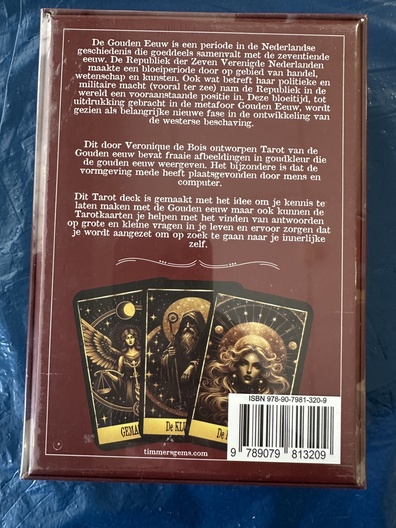 De Gouden Eeuw is een periode in de Nederlandse
geschiedenis die goeddeels samenvalt met de zeventiende
eeuw. De Republiek der Zeven Verenigde Nederlanden
maakte een bloeiperiode door op gebied van handel,
wetenschap en kunsten. Ook wat betreft haar politieke en
militaire macht (vooral ter zee) nam de Republiek in de
wereld een vooraanstaande positie in. Deze bloeitijd, tot
uitdrukking gebracht in de metafoor Gouden Eeuw, wordt
gezien als belangrijke nieuwe fase in de ontwikkeling van
de westerse beschaving.
Dit door Veronique de Bois ontworpen Tarot van de
Gouden eeuw bevat fraaie afbeeldingen in goudkleur die
de gouden eeuw weergeven. Het bijzondere is dat de
vormgeving mede heeft plaatsgevonden door mens en
computer.
Dit Tarot deck is gemaakt met het idee om je kennis te
laten maken met de Gouden eeuw maar ook kunnen de
Tarotkaarten je helpen met het vinden van antwoorden
op grote en kleine vragen in je leven en ervoor zorgen dat
je wordt aangezet om op zoek te gaan naar je innerlijke
zelf.
GEMA
De KLU
De
timmersgems.com
ISBN 978-90-7981-320-9
9 789079 813209